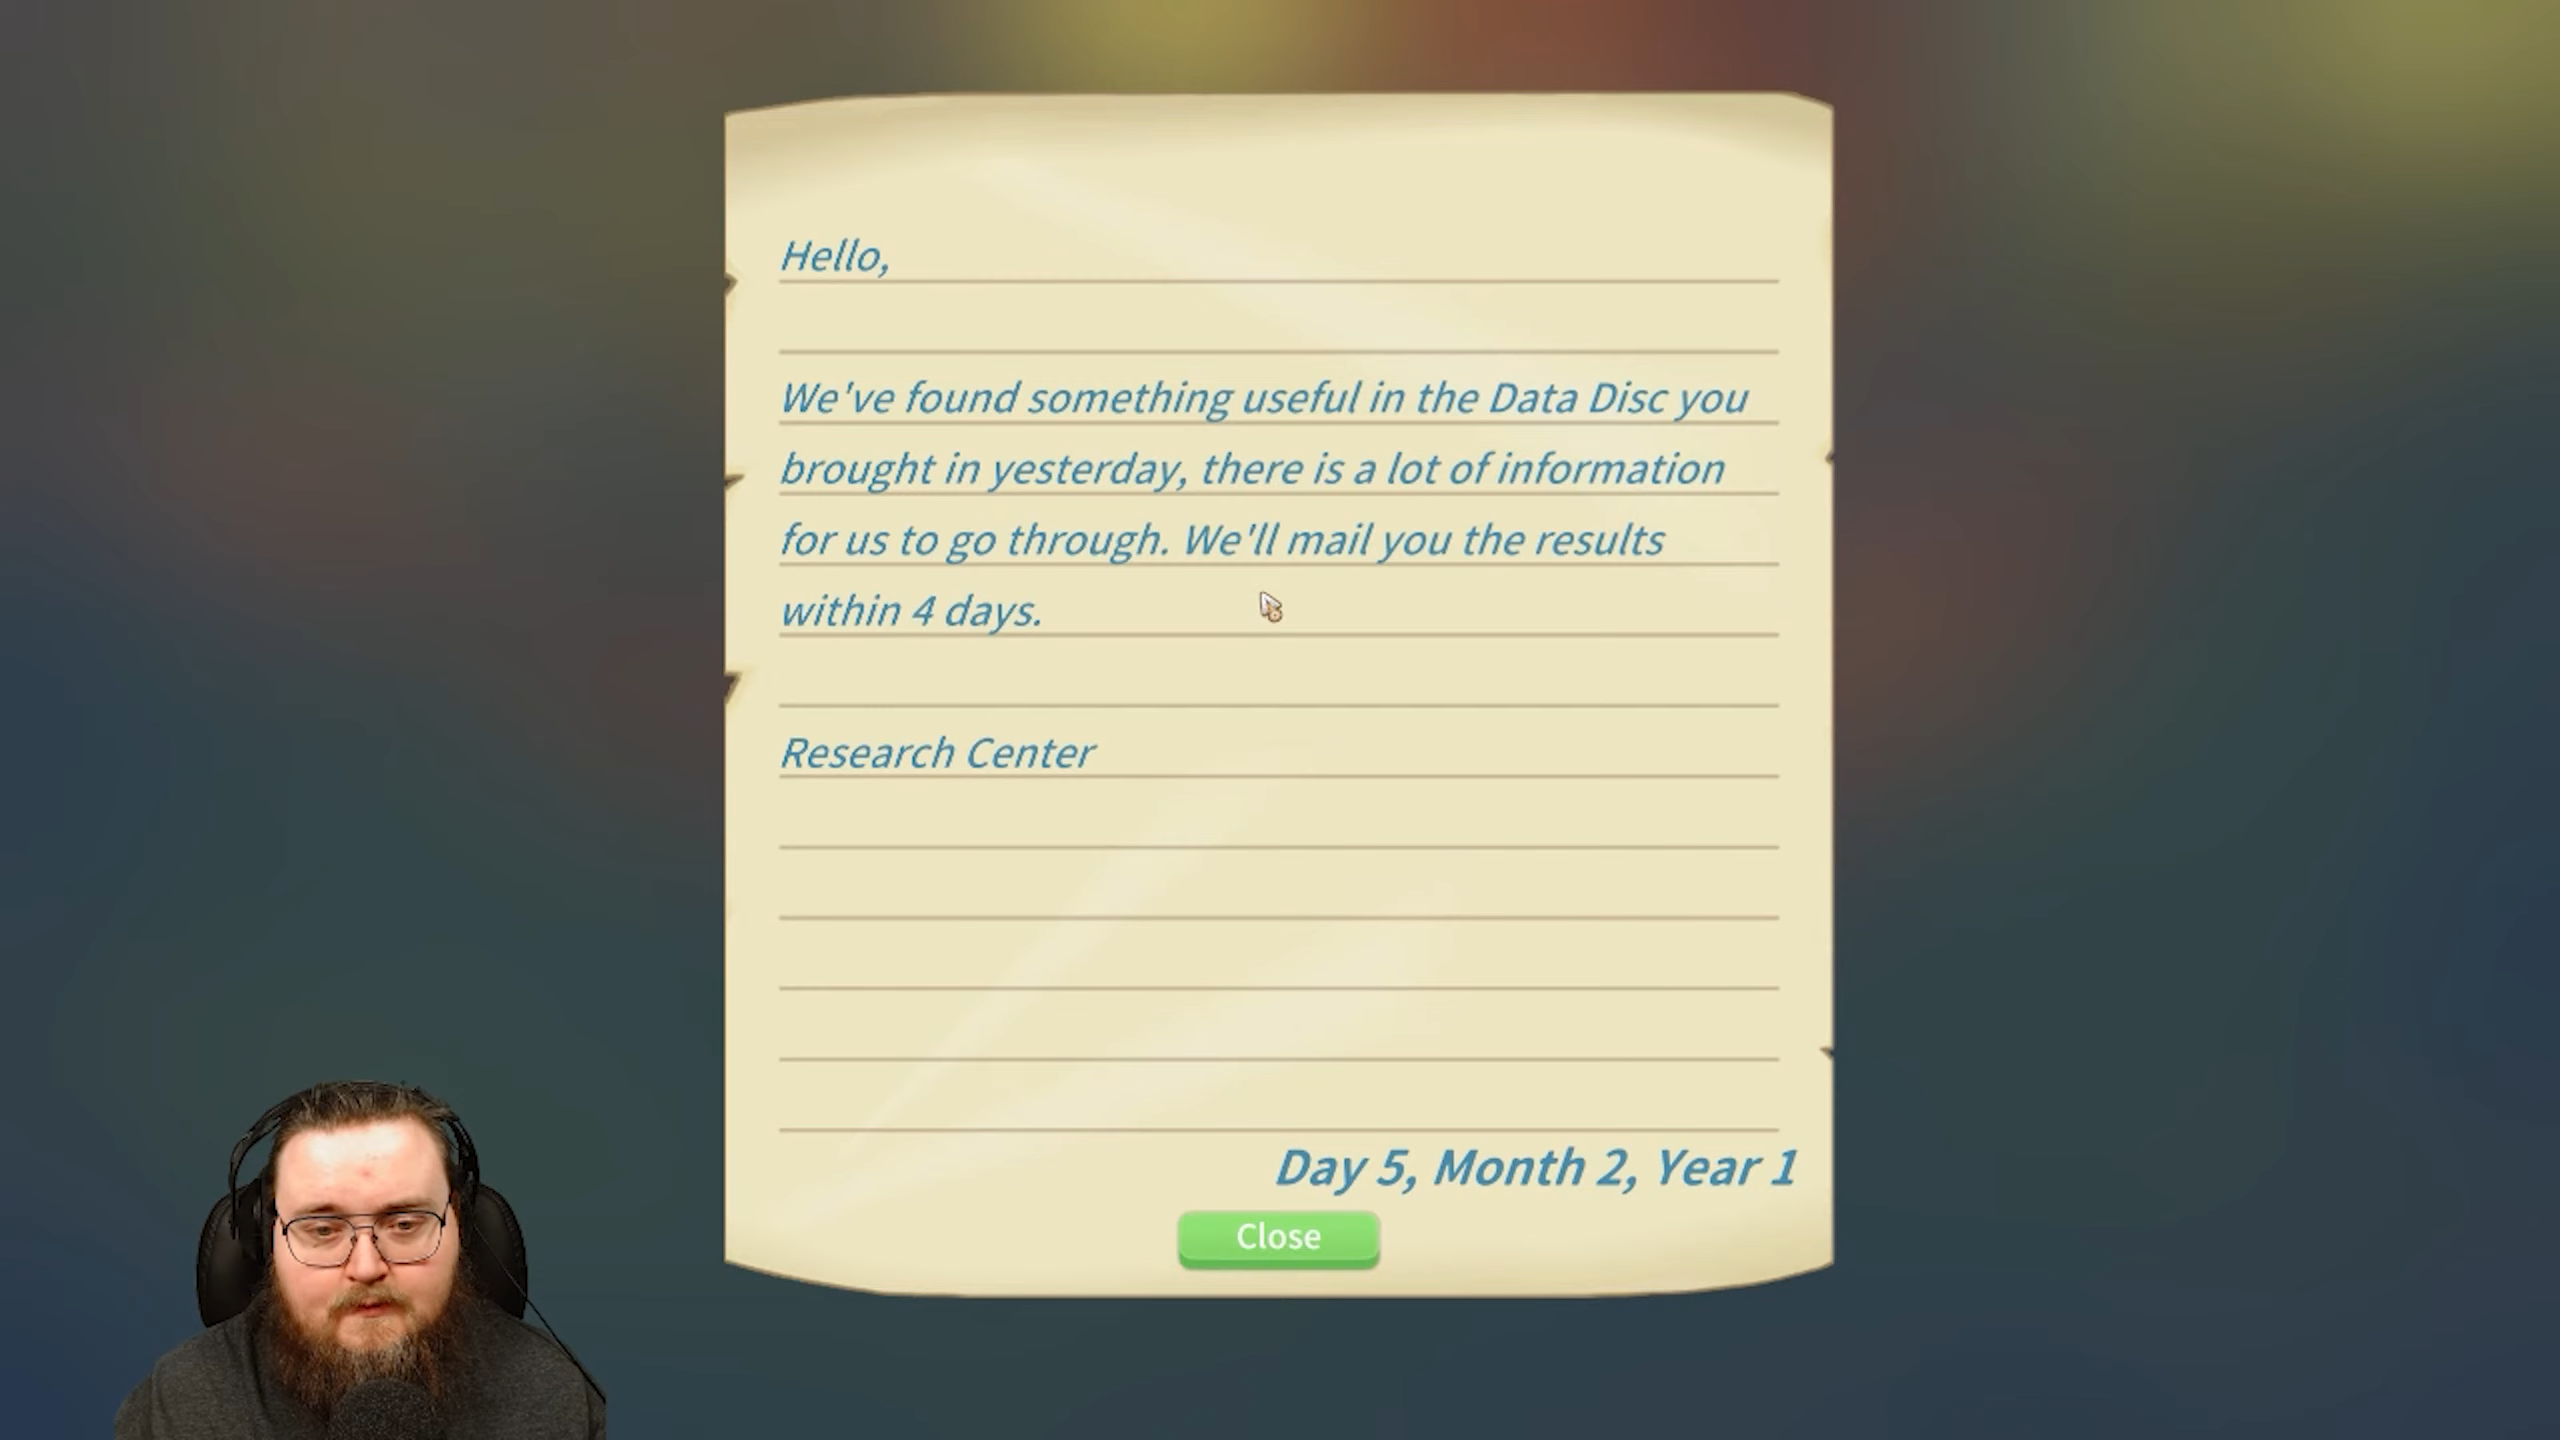 Hello,
We've found something useful in the Data Disc you
brought in yesterday, there is a lot of information
for us to go through. We'll mail you the results
within 4 days.
Research Center
Day 5, Month 2, Year 1
Close